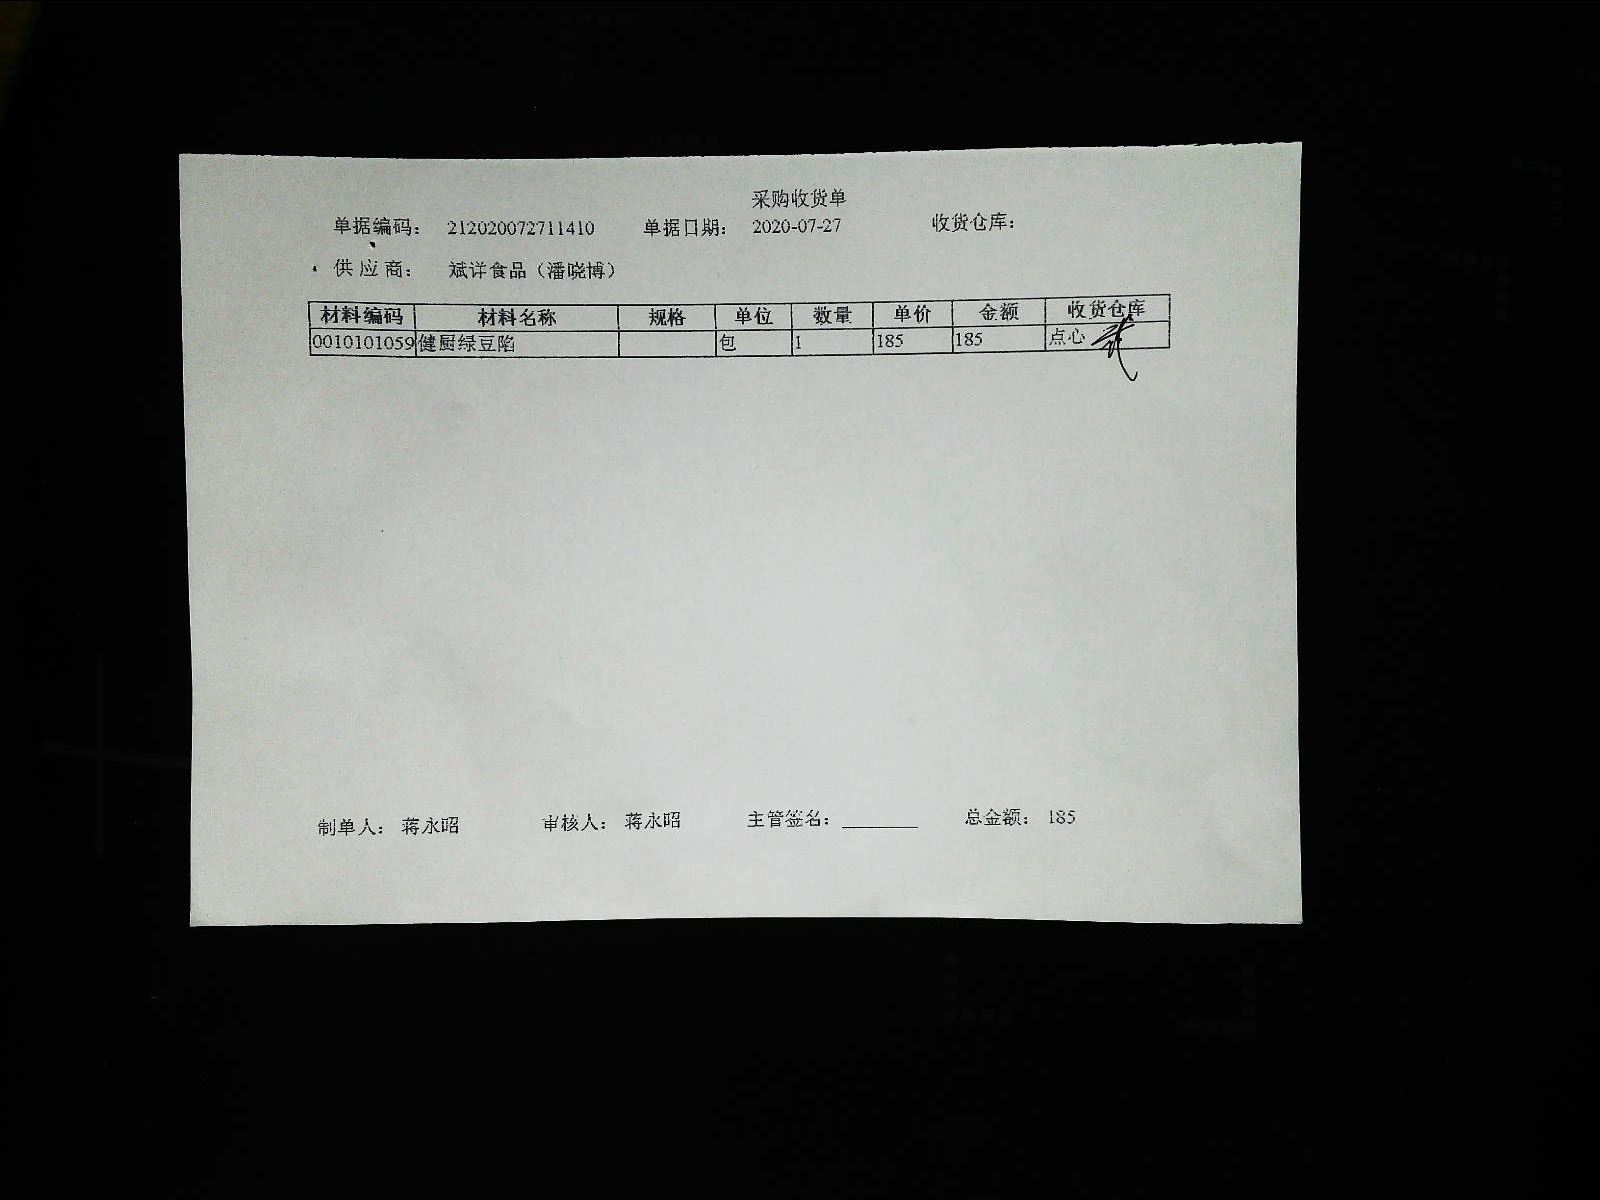 采购收货单
单据编码： 212020072711410 单据日期： 2020-07-27 收货仓库：
供应商： 斌详食品（潘晓博）
材料编码 材料名称 规格 单位 数量 单价 金额 收货仓库
0010101059 健厨绿豆陷 包 1 185 185 点心
制单人： 蒋永昭 审核人： 蒋永昭 主管签名： 总金额： 185